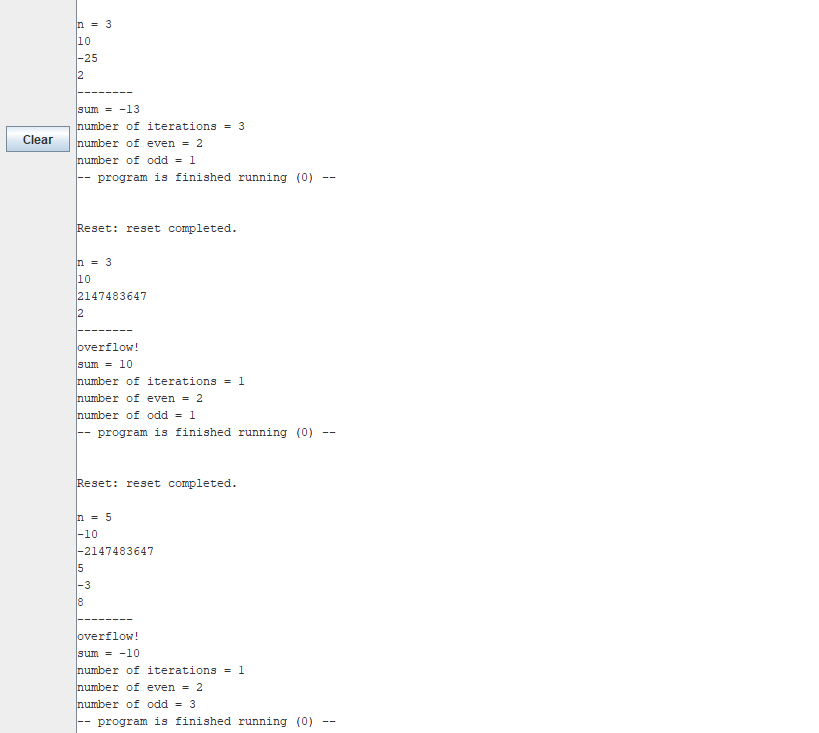 n = 3
10
-25
2
--------
sum = -13
number of iterations = 3
Clear
number of even = 2
number of odd = 1
-- program is finished running (0) --
Reset: reset completed.
n = 3
10
2147483647
2
--------
overflow!
sum = 10
number of iterations = 1
number of even = 2
number of odd = 1
-- program is finished running (0) --
Reset: reset completed.
n = 5
-10
-2147483647
5
-3
8
--------
overflow!
sum = -10
number of iterations = 1
number of even = 2
number of odd = 3
-- program is finished running (0) --